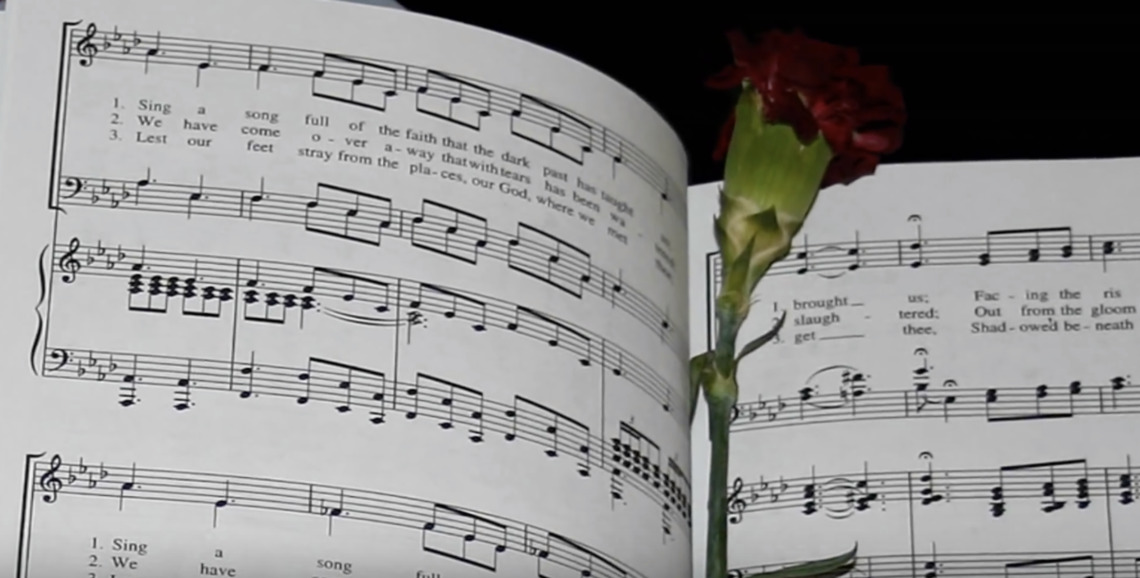 1. Sing a song full of the faith that the dark past has taught
2. We have come o - ver a - way that with tears has been wa -
3. Lest our feet stray from the pla - ces, our God, where we met
1. Sing a song
2. We have
1. brought us; Fac - ing the ris
slaugh - tered; Out from the gloom
3. get thee, Shad - owed be - neath